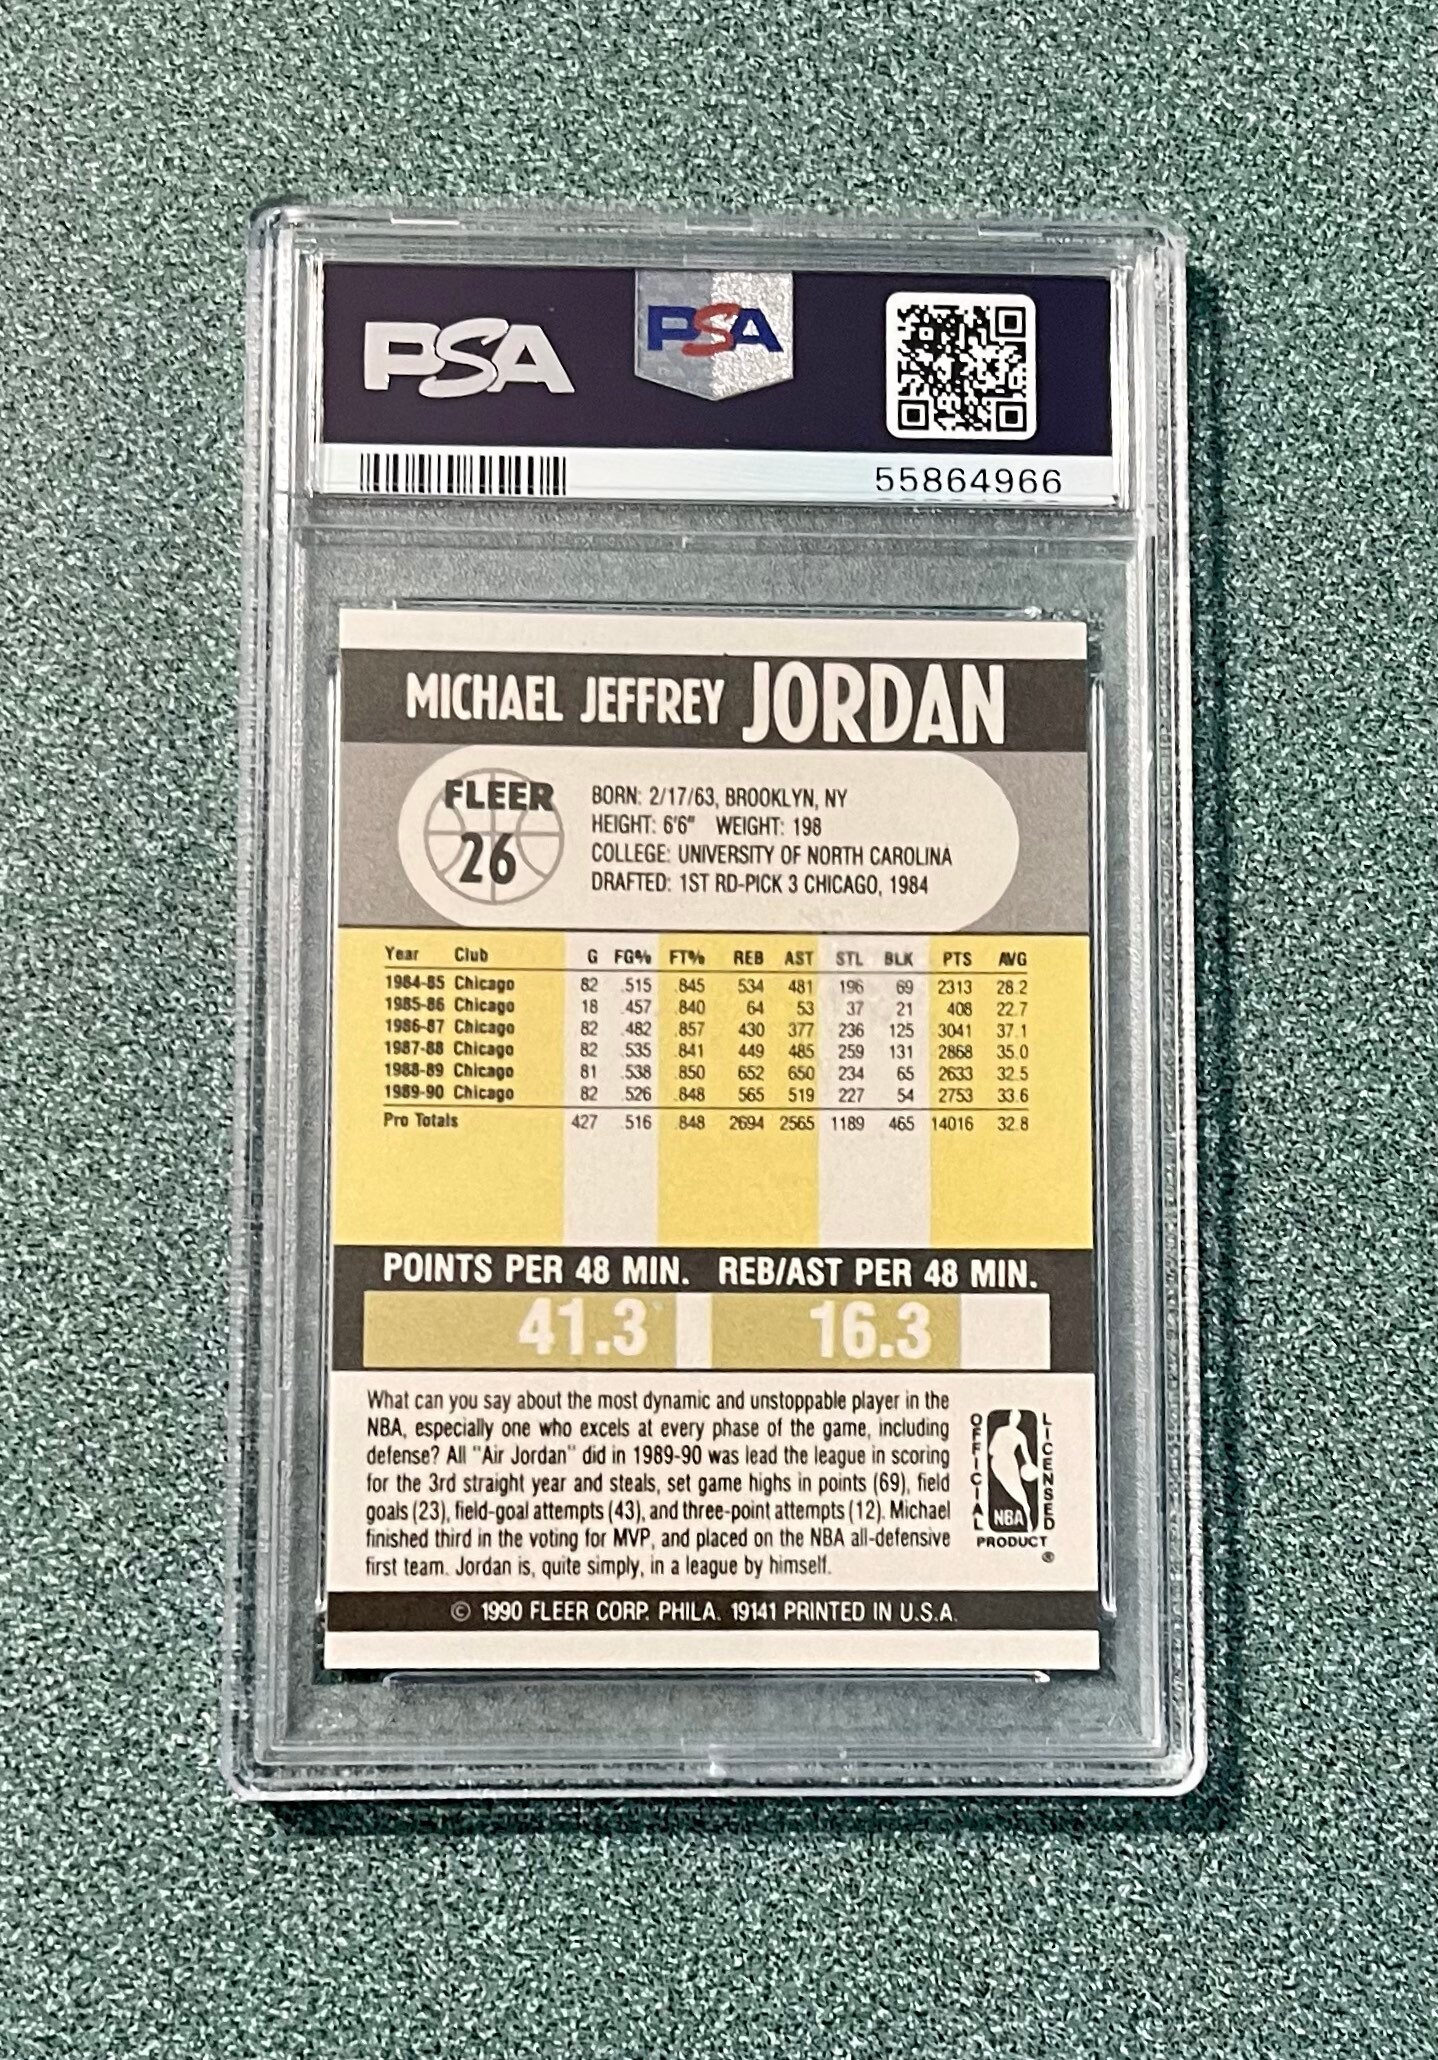 PSA
PSA
55864966
MICHAEL JEFFREY JORDAN
FLEER
26
BORN: 2/17/63, BROOKLYN, NY
HEIGHT: 6'6" WEIGHT: 198
COLLEGE: UNIVERSITY OF NORTH CAROLINA
DRAFTED: 1ST RD-PICK 3 CHICAGO, 1984
Year Club G FG% FT% REB AST STL BLK PTS AVG
1984-85 Chicago 82 .515 .845 534 481 196 69 2313 28.2
1985-86 Chicago 18 .457 .840 64 53 37 21 408 22.7
1986-87 Chicago 82 .482 .857 430 377 236 125 3041 37.1
1987-88 Chicago 82 .535 .841 449 485 259 131 2868 35.0
1988-89 Chicago 81 .538 .850 652 650 234 65 2633 32.5
1989-90 Chicago 82 .526 .848 565 519 227 54 2753 33.6
Pro Totals 427 .516 .848 2694 2565 1189 465 14016 32.8
POINTS PER 48 MIN. REB/AST PER 48 MIN.
41.3 16.3
What can you say about the most dynamic and unstoppable player in the
NBA, especially one who excels at every phase of the game, including
defense? All "Air Jordan" did in 1989-90 was lead the league in scoring
for the 3rd straight year and steals, set game highs in points (69), field
goals (23), field-goal attempts (43), and three-point attempts (12). Michael
finished third in the voting for MVP, and placed on the NBA all-defensive
first team. Jordan is, quite simply, in a league by himself.
OFFICIAL LICENSED
NBA
PRODUCT
®
© 1990 FLEER CORP. PHILA. 19141 PRINTED IN U.S.A.